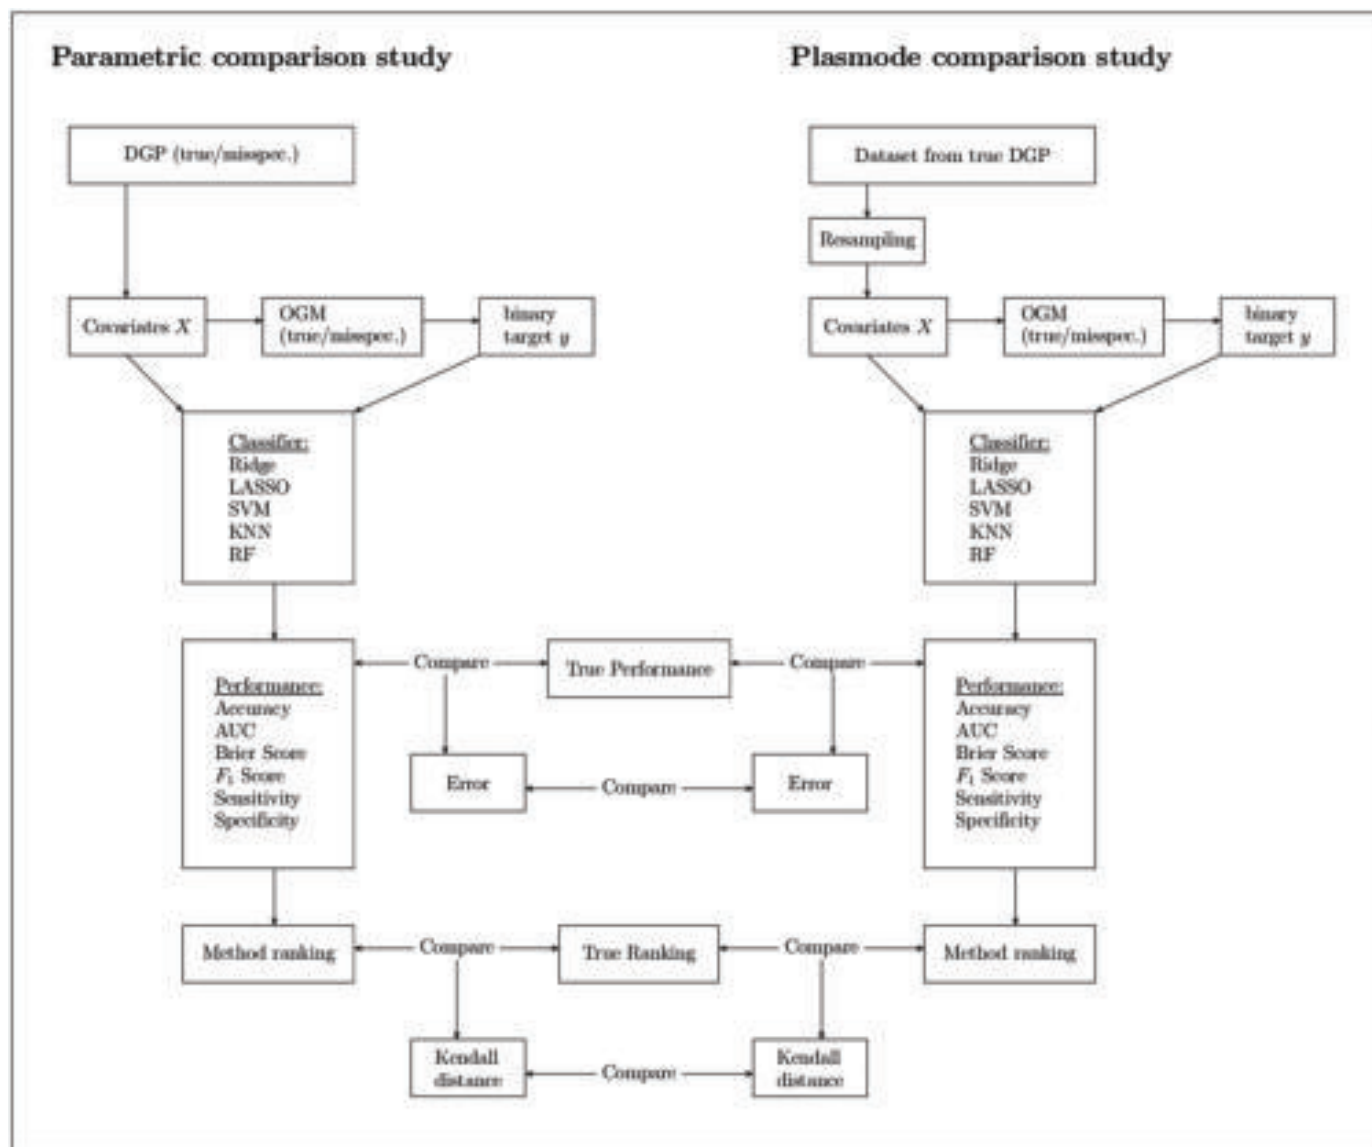 Parametric comparison study
Plasmode comparison study
DGP (true/misspec.)
Dataset from true DGP
Resampling
Covariates X
OGM
(true/misspec.)
binary
target y
Covariates X
OGM
(true/misspec.)
binary
target y
Classifier:
Ridge
LASSO
SVM
KNN
RF
Classifier:
Ridge
LASSO
SVM
KNN
RF
Compare
True Performance
Compare
Performance:
Accuracy
AUC
Brier Score
F₁ Score
Sensitivity
Specificity
Performance:
Accuracy
AUC
Brier Score
F₁ Score
Sensitivity
Specificity
Error
Compare
Error
Method ranking
Compare
True Ranking
Compare
Method ranking
Kendall
distance
Compare
Kendall
distance